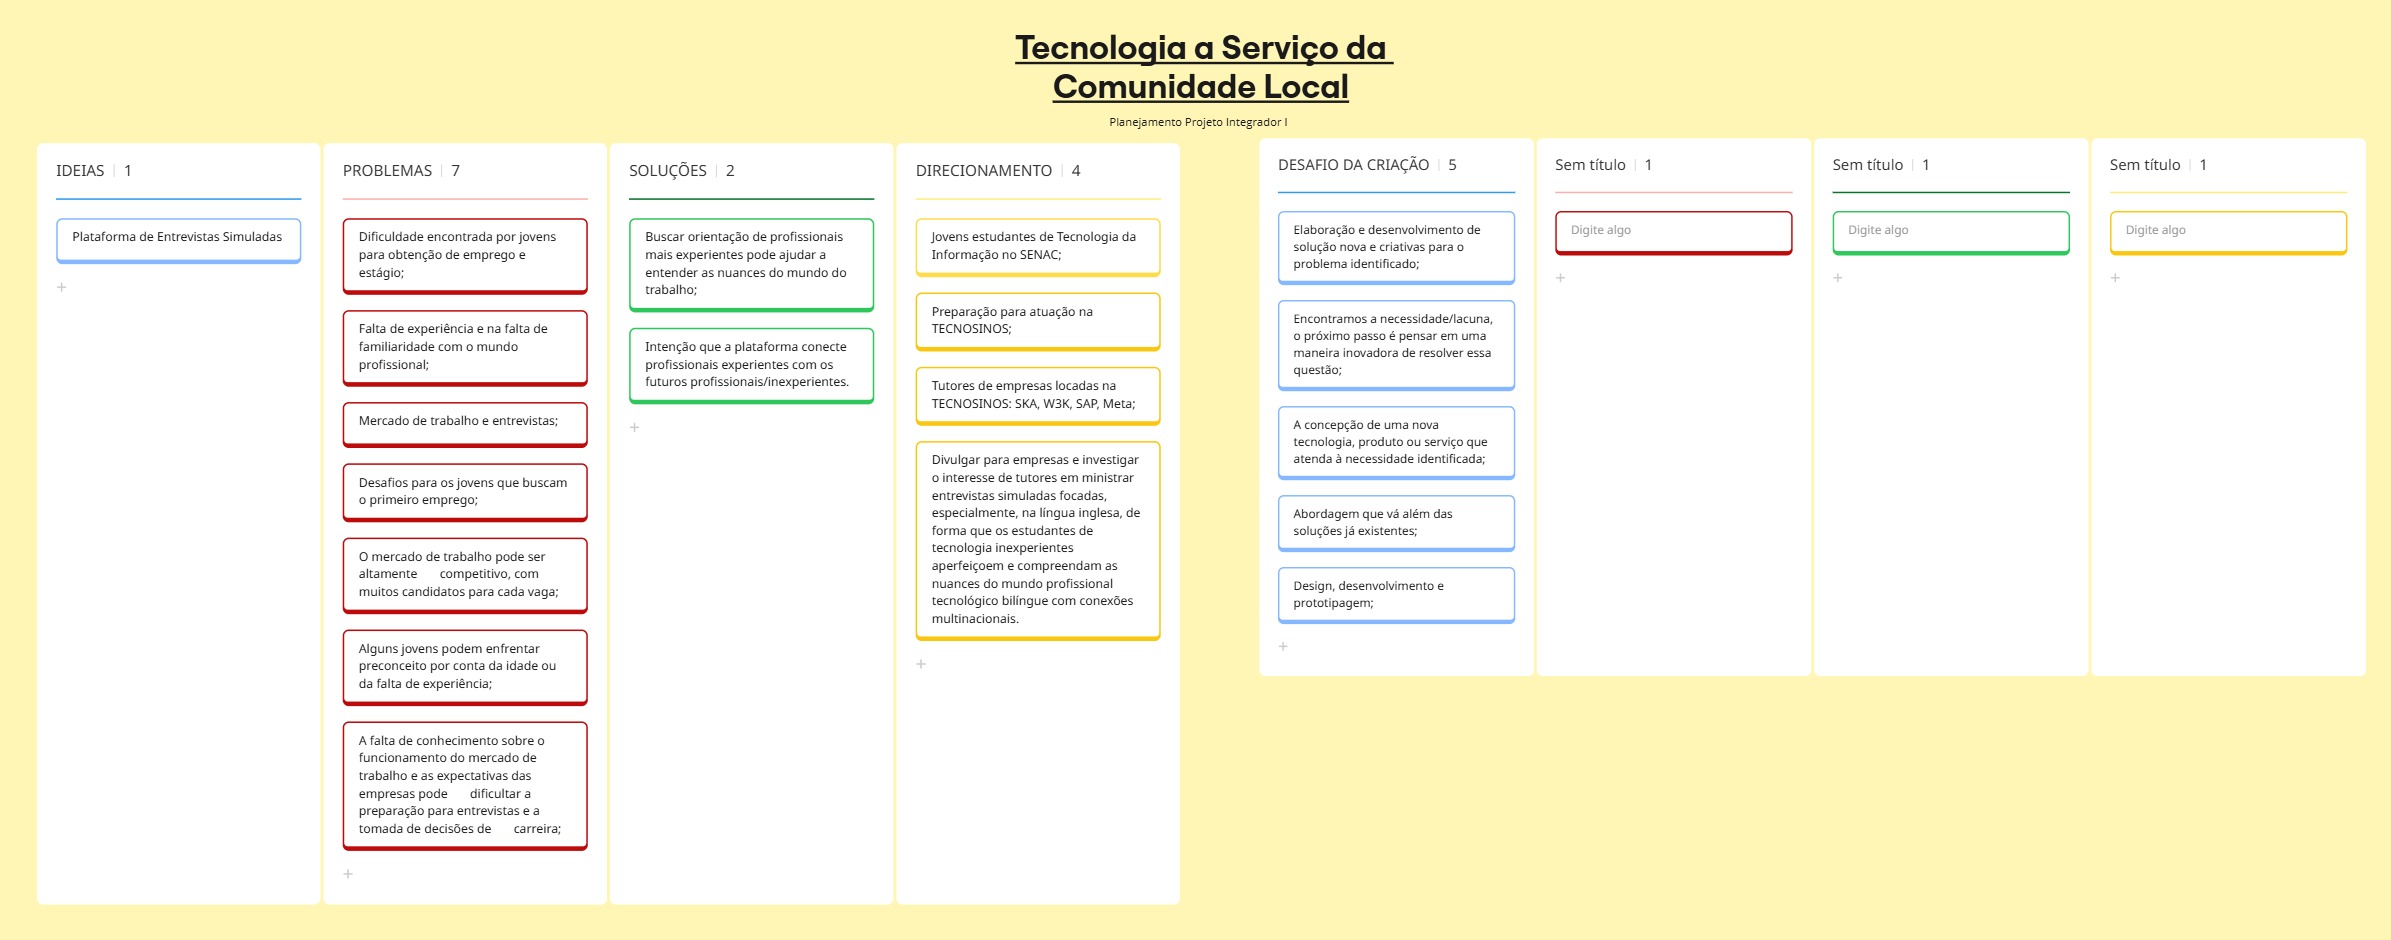 Tecnologia a Serviço da
Comunidade Local
Planejamento Projeto Integrador I
IDEIAS | 1
Plataforma de Entrevistas Simuladas
+
PROBLEMAS | 7
Dificuldade encontrada por jovens
para obtenção de emprego e
estágio;
Falta de experiência e na falta de
familiaridade com o mundo
profissional;
Mercado de trabalho e entrevistas;
Desafios para os jovens que buscam
o primeiro emprego;
O mercado de trabalho pode ser
altamente competitivo, com
muitos candidatos para cada vaga;
Alguns jovens podem enfrentar
preconceito por conta da idade ou
da falta de experiência;
A falta de conhecimento sobre o
funcionamento do mercado de
trabalho e as expectativas das
empresas pode dificultar a
preparação para entrevistas e a
tomada de decisões de carreira;
+
SOLUÇÕES | 2
Buscar orientação de profissionais
mais experientes pode ajudar a
entender as nuances do mundo do
trabalho;
Intenção que a plataforma conecte
profissionais experientes com os
futuros profissionais/inexperientes.
+
DIRECIONAMENTO | 4
Jovens estudantes de Tecnologia da
Informação no SENAC;
Preparação para atuação na
TECNOSINOS;
Tutores de empresas locadas na
TECNOSINOS: SKA, W3K, SAP, Meta;
Divulgar para empresas e investigar
o interesse de tutores em ministrar
entrevistas simuladas focadas,
especialmente, na língua inglesa, de
forma que os estudantes de
tecnologia inexperientes
aperfeiçoem e compreendam as
nuances do mundo profissional
tecnológico bilíngue com conexões
multinacionais.
+
DESAFIO DA CRIAÇÃO | 5
Elaboração e desenvolvimento de
solução nova e criativas para o
problema identificado;
Encontramos a necessidade/lacuna,
o próximo passo é pensar em uma
maneira inovadora de resolver essa
questão;
A concepção de uma nova
tecnologia, produto ou serviço que
atenda à necessidade identificada;
Abordagem que vá além das
soluções já existentes;
Design, desenvolvimento e
prototipagem;
+
Sem título | 1
Digite algo
+
Sem título | 1
Digite algo
+
Sem título | 1
Digite algo
+